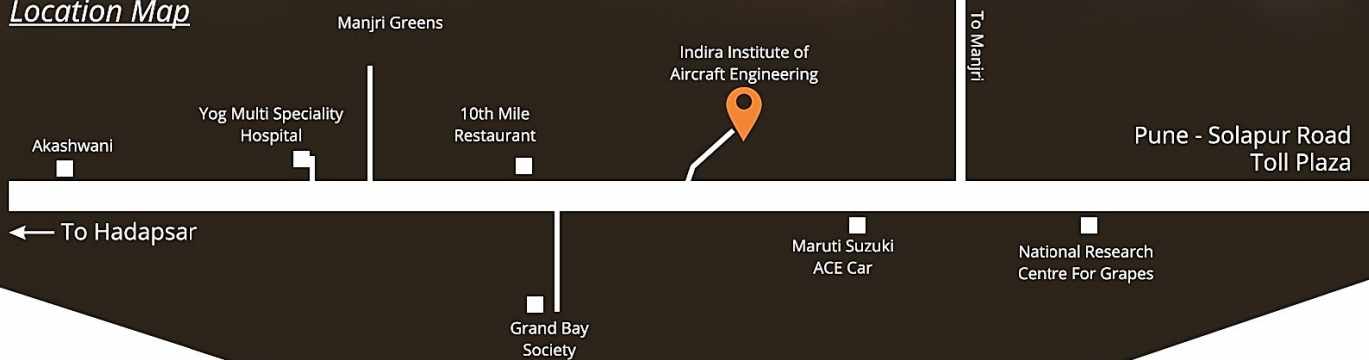 Location Map
Manjri Greens
To Manjri
Indira Institute of
Aircraft Engineering
Yog Multi Speciality
Hospital
10th Mile
Restaurant
Akashwani
Pune - Solapur Road
Toll Plaza
To Hadapsar
Maruti Suzuki
ACE Car
National Research
Centre For Grapes
Grand Bay
Society